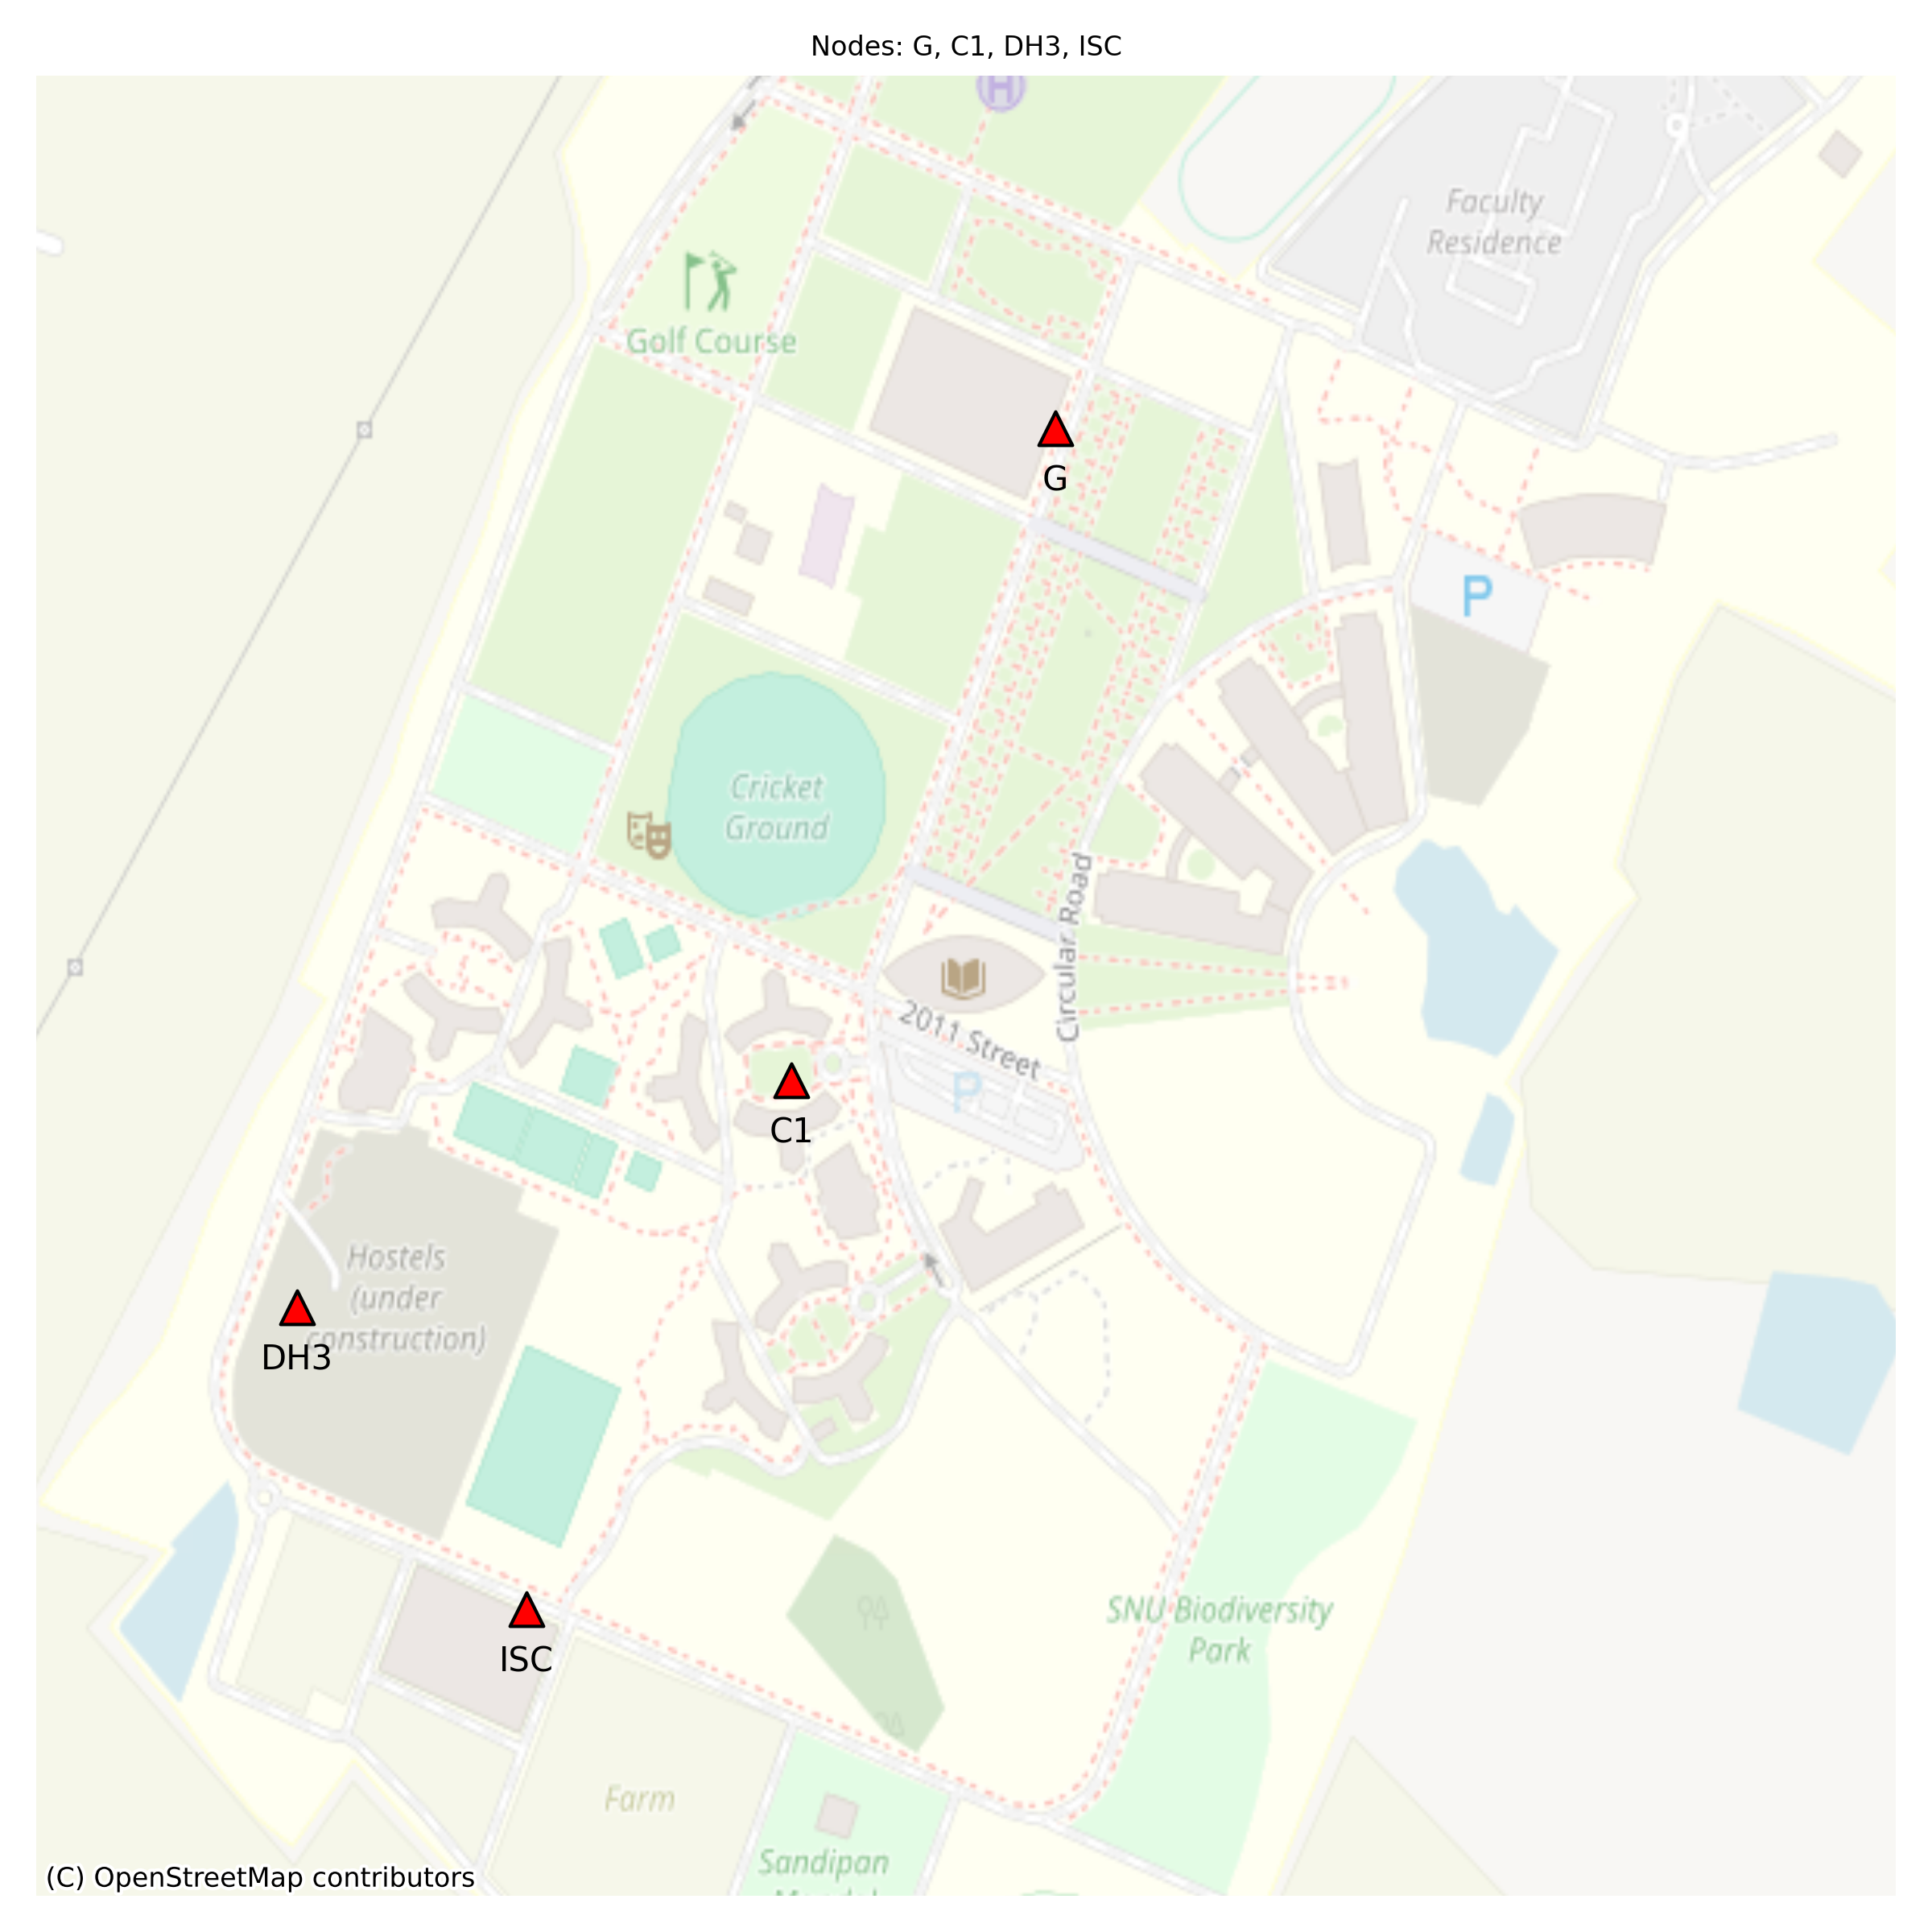 Nodes: G, C1, DH3, ISC
H
Faculty
Residence
Golf Course
G
P
Cricket
Ground
Circular Road
2011 Street
P
C1
Hostels
(under
construction)
DH3
ISC
SNU Biodiversity
Park
Farm
Sandipan
(C) OpenStreetMap contributors